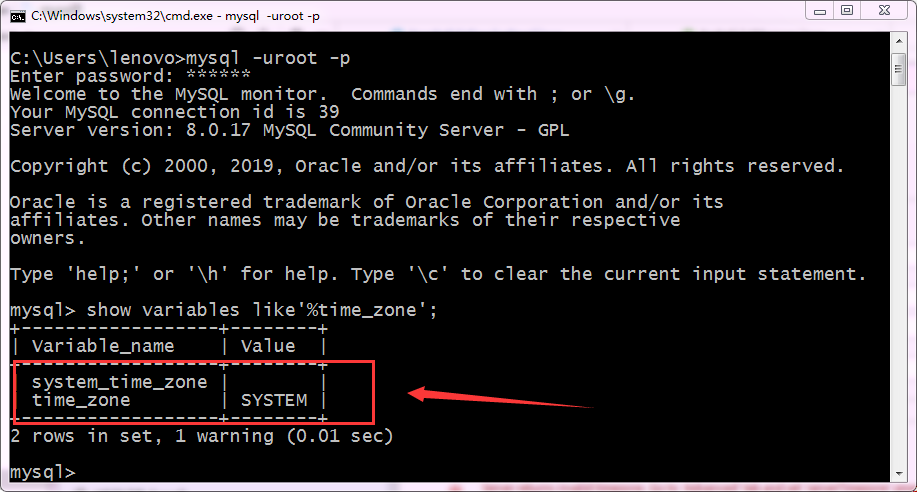 C:\Windows\system32\cmd.exe - mysql  -uroot -p
C:\Users\lenovo>mysql -uroot -p
Enter password: ******
Welcome to the MySQL monitor.  Commands end with ; or \g.
Your MySQL connection id is 39
Server version: 8.0.17 MySQL Community Server - GPL
Copyright (c) 2000, 2019, Oracle and/or its affiliates. All rights reserved.
Oracle is a registered trademark of Oracle Corporation and/or its
affiliates. Other names may be trademarks of their respective
owners.
Type 'help;' or '\h' for help. Type '\c' to clear the current input statement.
mysql> show variables like'%time_zone';
+------------------+--------+
| Variable_name    | Value  |
+------------------+--------+
| system_time_zone |        |
| time_zone        | SYSTEM |
+------------------+--------+
2 rows in set, 1 warning (0.01 sec)
mysql>